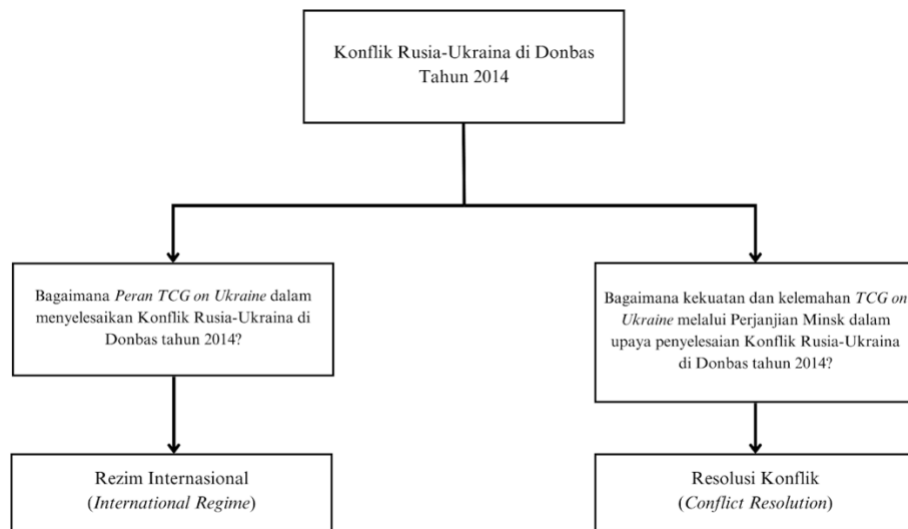 Konflik Rusia-Ukraina di Donbas
Tahun 2014
Bagaimana Peran TCG on Ukraine dalam
menyelesaikan Konflik Rusia-Ukraina di
Donbas tahun 2014?
Bagaimana kekuatan dan kelemahan TCG on
Ukraine melalui Perjanjian Minsk dalam
upaya penyelesaian Konflik Rusia-Ukraina
di Donbas tahun 2014?
Rezim Internasional
(International Regime)
Resolusi Konflik
(Conflict Resolution)